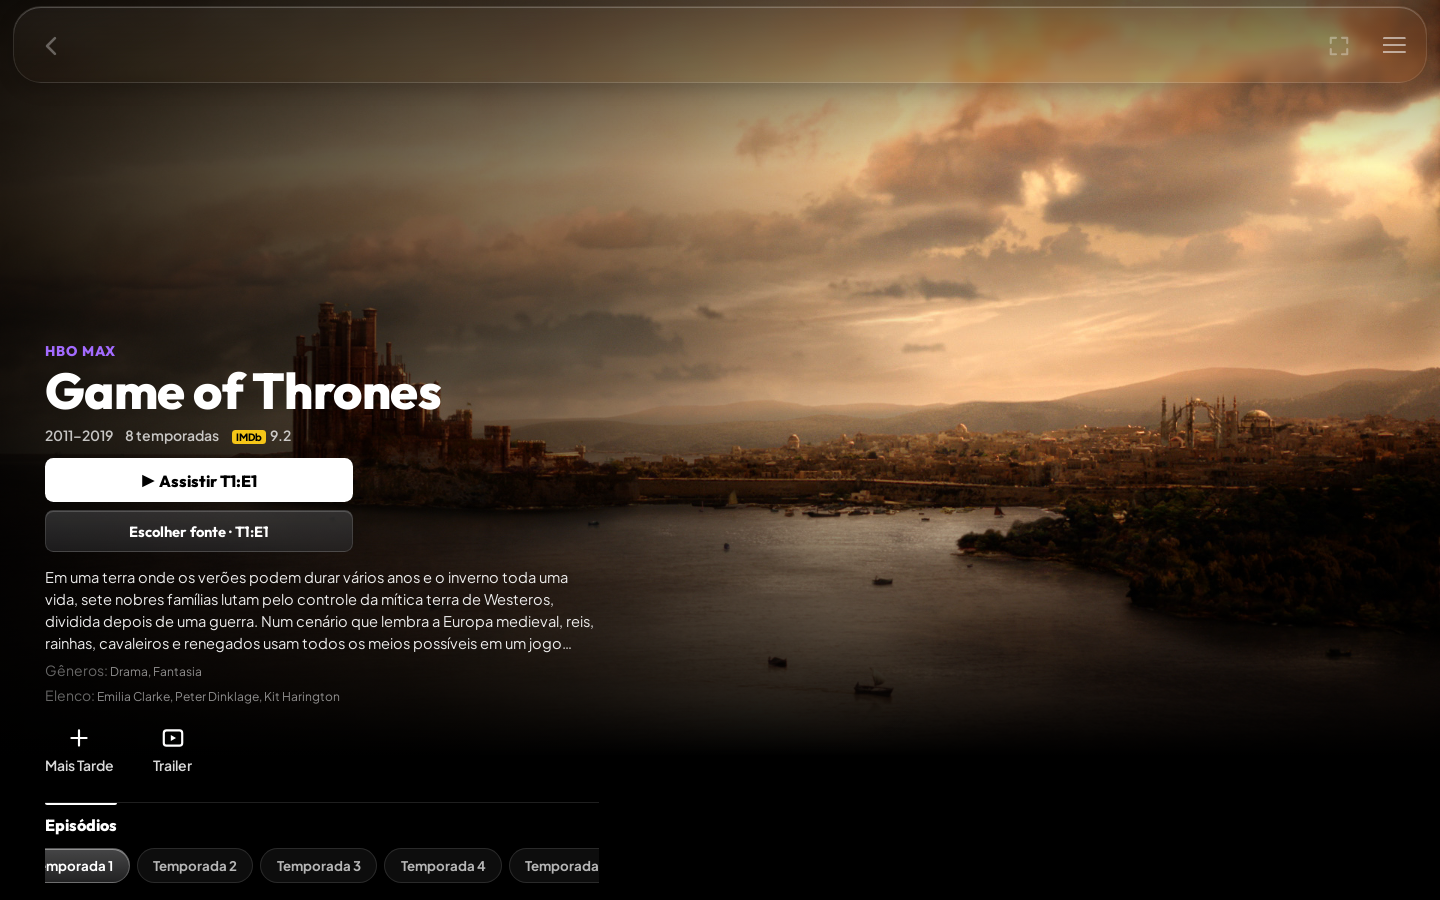 HBO MAX
Game of Thrones
2011–2019 8 temporadas IMDb 9.2
▶ Assistir T1:E1
Escolher fonte · T1:E1
Em uma terra onde os verões podem durar vários anos e o inverno toda uma
vida, sete nobres famílias lutam pelo controle da mítica terra de Westeros,
dividida depois de uma guerra. Num cenário que lembra a Europa medieval, reis,
rainhas, cavaleiros e renegados usam todos os meios possíveis em um jogo...
Gêneros: Drama, Fantasia
Elenco: Emilia Clarke, Peter Dinklage, Kit Harington
Mais Tarde Trailer
Episódios
emporada 1 Temporada 2 Temporada 3 Temporada 4 Temporada